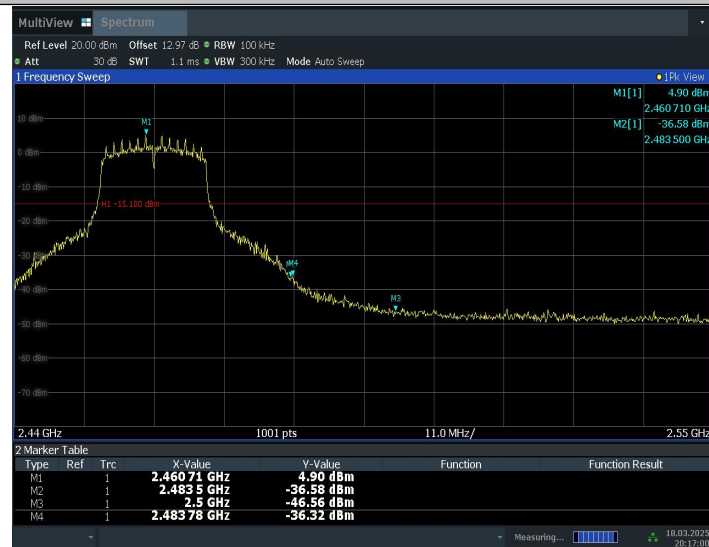 MultiView Spectrum
Ref Level 20.00 dBm Offset 12.97 dB RBW 100 kHz
Att 30 dB SWT 1.1 ms VBW 300 kHz Mode Auto Sweep
1 Frequency Sweep 1Pk View
M1[1] 4.90 dBm
2.460 710 GHz
M2[1] -36.58 dBm
2.483 500 GHz
10 dBm
M1
0 dBm
-10 dBm
H1 -15.100 dBm
-20 dBm
-30 dBm
M4
-40 dBm
M3
-50 dBm
-60 dBm
-70 dBm
2.44 GHz 1001 pts 11.0 MHz/ 2.55 GHz
2 Marker Table
Type Ref Trc X-Value Y-Value Function Function Result
M1 1 2.460 71 GHz 4.90 dBm
M2 1 2.483 5 GHz -36.58 dBm
M3 1 2.5 GHz -46.56 dBm
M4 1 2.483 78 GHz -36.32 dBm
Measuring... 18.03.2025
20:17:00